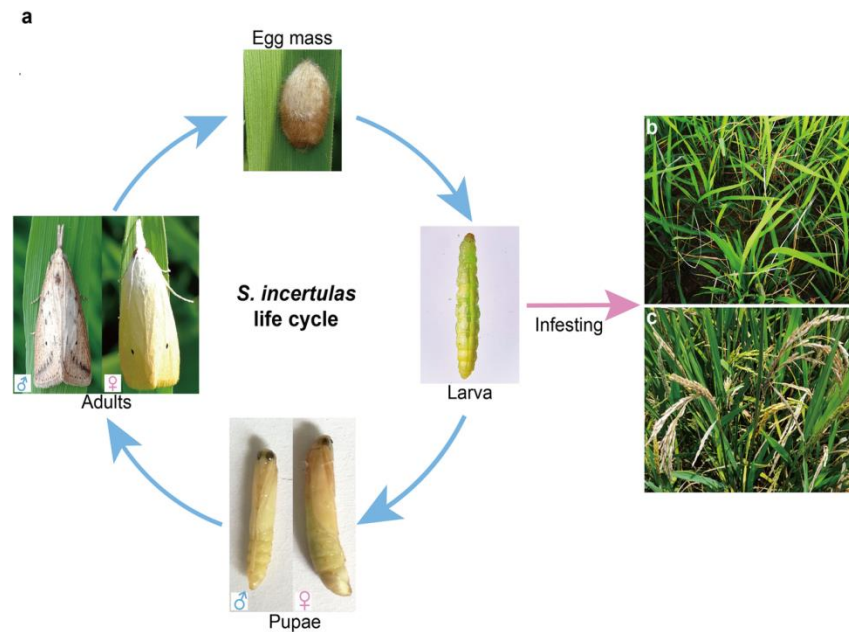 a
Egg mass
b
S. incertulas
life cycle
Infesting
c
♂
♀
Adults
Larva
♂
♀
Pupae